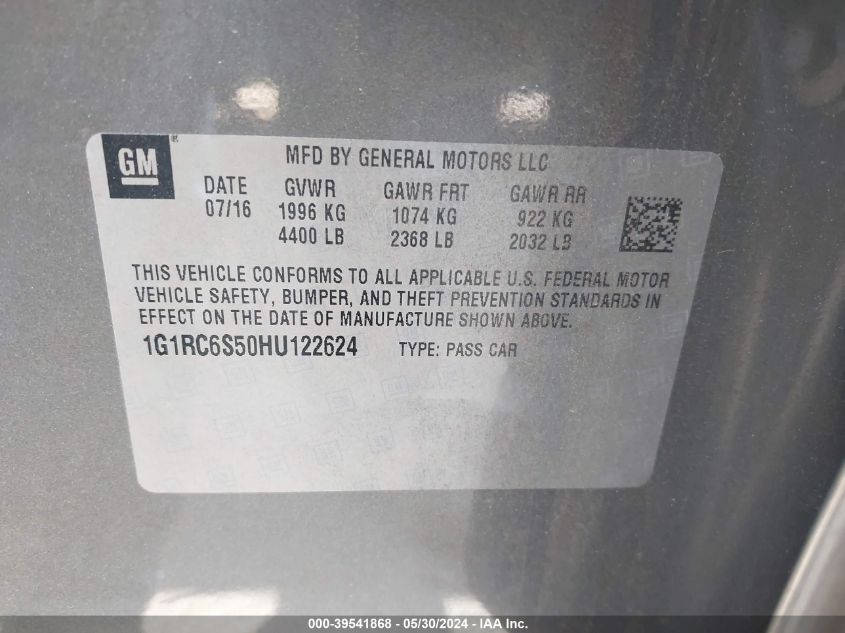 GM®
MFD BY GENERAL MOTORS LLC
DATE GVWR GAWR FRT GAWR RR
07/16 1996 KG 1074 KG 922 KG
4400 LB 2368 LB 2032 LB
THIS VEHICLE CONFORMS TO ALL APPLICABLE U.S. FEDERAL MOTOR
VEHICLE SAFETY, BUMPER, AND THEFT PREVENTION STANDARDS IN
EFFECT ON THE DATE OF MANUFACTURE SHOWN ABOVE.
1G1RC6S50HU122624 TYPE: PASS CAR
000-39541868 - 05/30/2024 - IAA Inc.